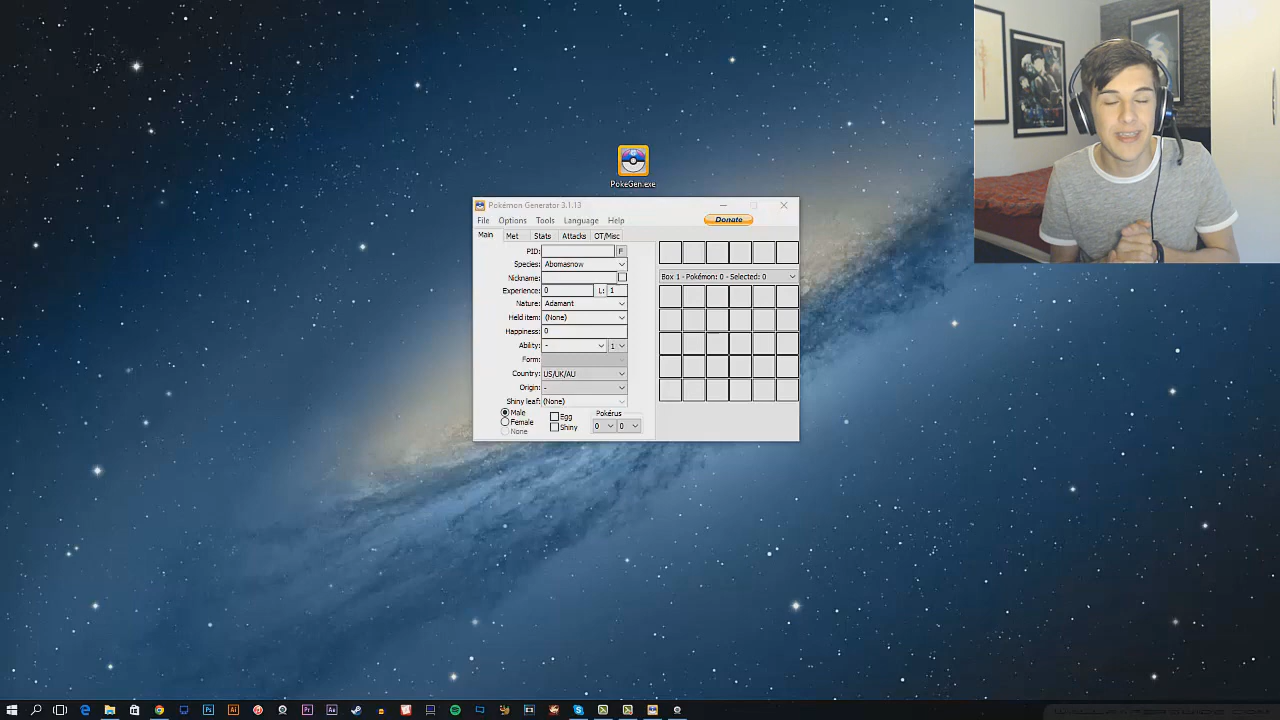 PokeGen.exe
Pokémon Generator 3.1.13
File Options Tools Language Help Donate
Main Met Stats Attacks OT/Misc
PID: F
Species: Abomasnow
Nickname:
Experience: 0 L: 1
Box 1 - Pokémon: 0 - Selected: 0
Nature: Adamant
Held item: (None)
Happiness: 0
Ability: - 1
Form:
Country: US/UK/AU
Origin: -
Shiny leaf: (None)
Male Egg Pokérus
Female Shiny 0 0
None